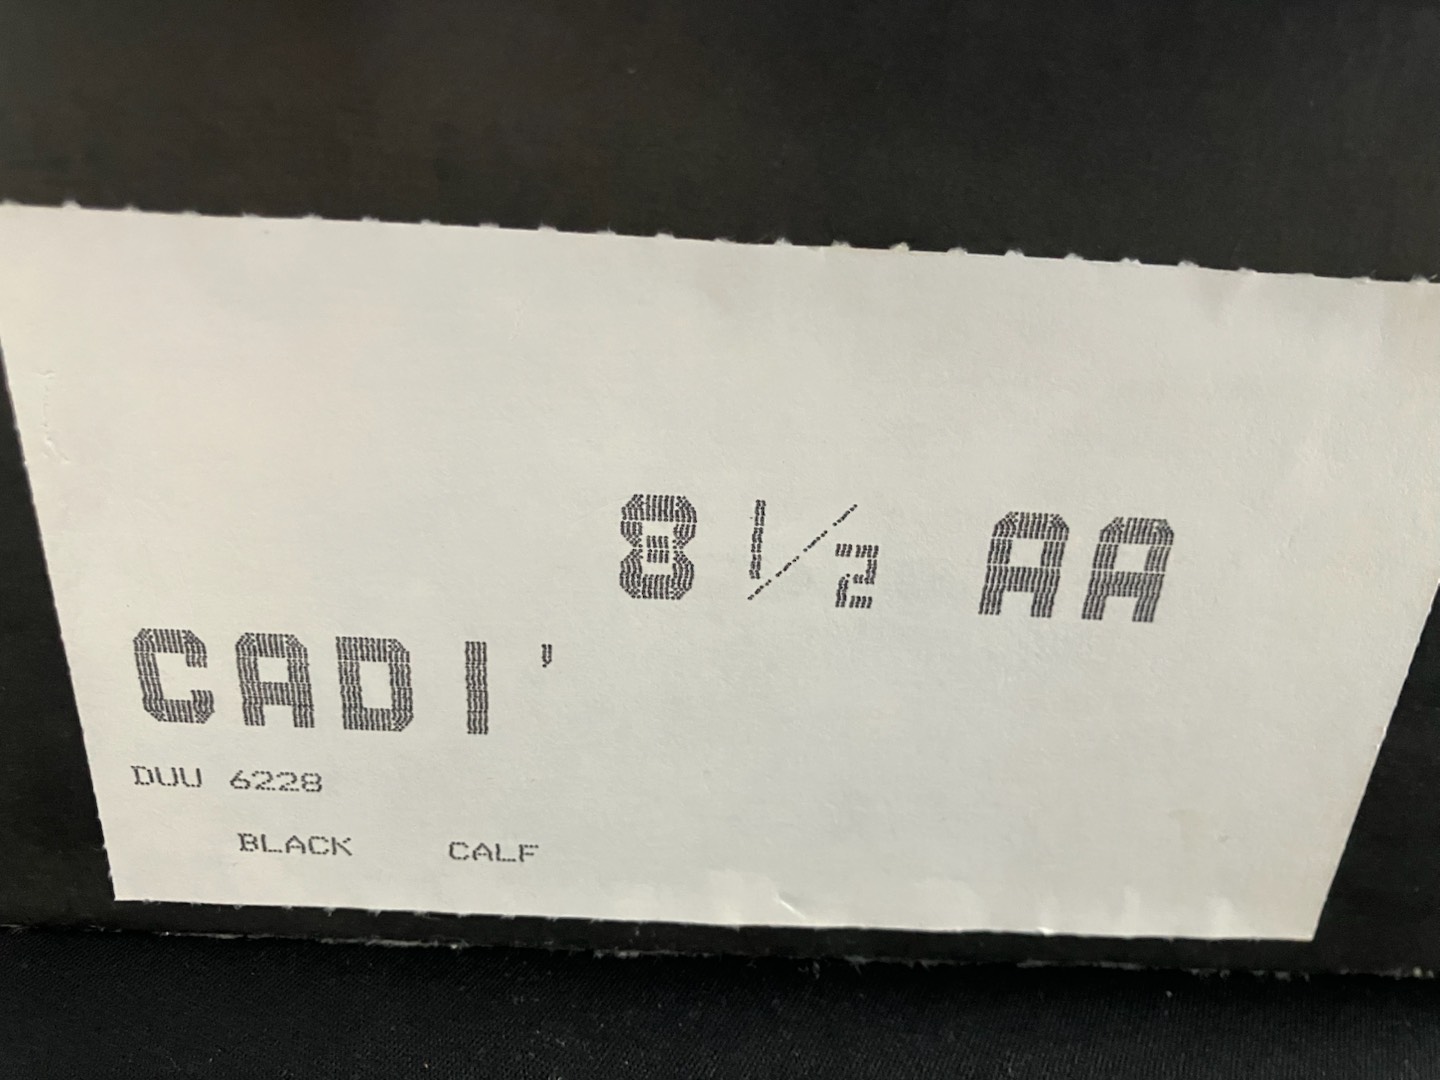 8 1/2 AA
CADI'
DUU 6228
BLACK CALF